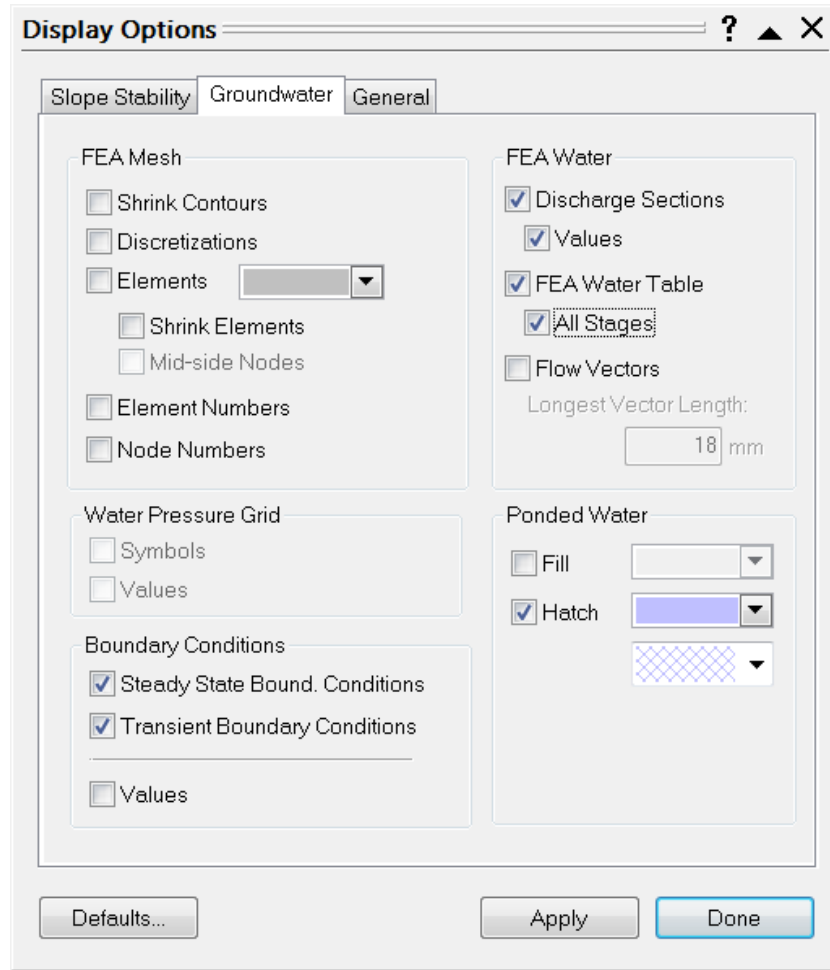 Display Options
?
Slope Stability Groundwater General
FEA Mesh
Shrink Contours
Discretizations
Elements
Shrink Elements
Mid-side Nodes
Element Numbers
Node Numbers
Water Pressure Grid
Symbols
Values
Boundary Conditions
Steady State Bound. Conditions
Transient Boundary Conditions
Values
FEA Water
Discharge Sections
Values
FEA Water Table
All Stages
Flow Vectors
Longest Vector Length:
18 mm
Ponded Water
Fill
Hatch
Defaults... Apply Done